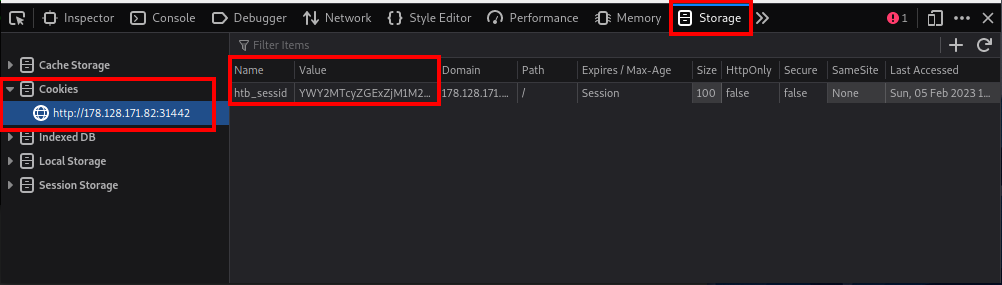 Inspector Console Debugger Network Style Editor Performance Memory Storage 1
Filter Items
Cache Storage
Cookies
http://178.128.171.82:31442
Indexed DB
Local Storage
Session Storage
Name Value Domain Path Expires / Max-Age Size HttpOnly Secure SameSite Last Accessed
htb_sessid YWY2MTcyZGExZjM1M2... 178.128.171.... / Session 100 false false None Sun, 05 Feb 2023 1...